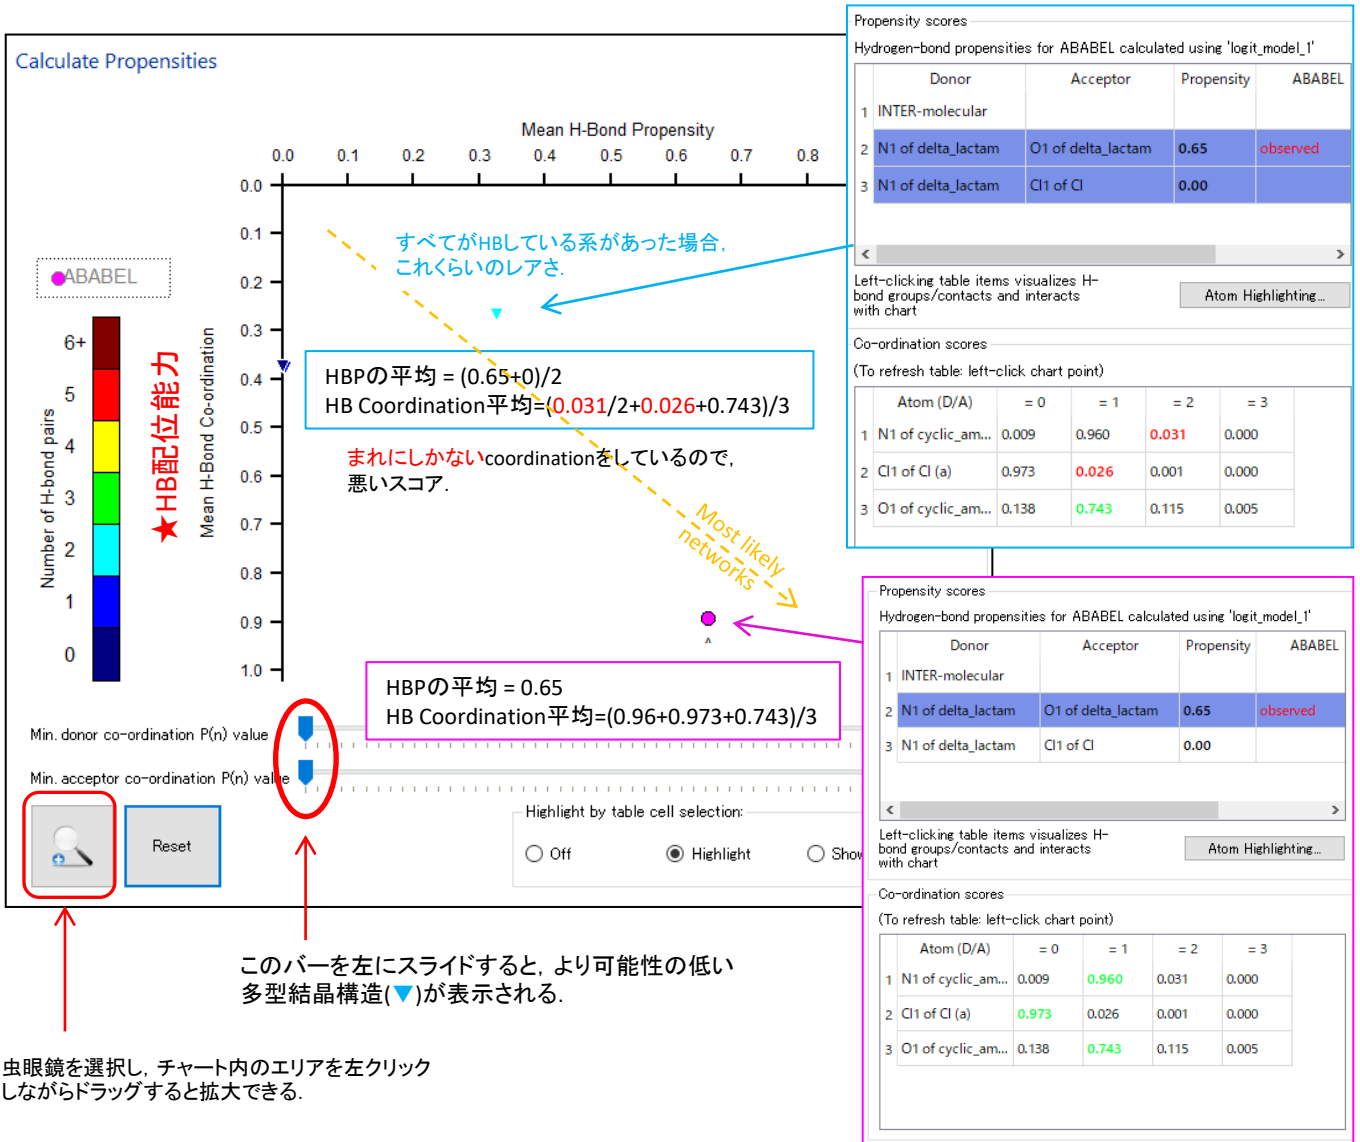 Calculate Propensities
Mean H-Bond Propensity
0.0 0.1 0.2 0.3 0.4 0.5 0.6 0.7 0.8
0.0
0.1
0.2
0.3
0.4
0.5
0.6
0.7
0.8
0.9
1.0
Mean H-Bond Co-ordination
ABABEL
6+
5
4
3
2
1
0
Number of H-bond pairs
★HB配位能力
すべてがHBしている系があった場合,
これくらいのレアさ.
HBPの平均 = (0.65+0)/2
HB Coordination平均=(0.031/2+0.026+0.743)/3
まれにしかないcoordinationをしているので,
悪いスコア.
Most likely
networks
HBPの平均 = 0.65
HB Coordination平均=(0.96+0.973+0.743)/3
Min. donor co-ordination P(n) value
Min. acceptor co-ordination P(n) value
Reset
Highlight by table cell selection:
Off Highlight Show
このバーを左にスライドすると, より可能性の低い
多型結晶構造(▼)が表示される.
虫眼鏡を選択し, チャート内のエリアを左クリック
しながらドラッグすると拡大できる.
Propensity scores
Hydrogen-bond propensities for ABABEL calculated using 'logit_model_1'
Donor Acceptor Propensity ABABEL
1 INTER-molecular
2 N1 of delta_lactam O1 of delta_lactam 0.65 observed
3 N1 of delta_lactam Cl1 of Cl 0.00
Left-clicking table items visualizes H-
bond groups/contacts and interacts
with chart
Atom Highlighting...
Co-ordination scores
(To refresh table: left-click chart point)
Atom (D/A) = 0 = 1 = 2 = 3
1 N1 of cyclic_am... 0.009 0.960 0.031 0.000
2 Cl1 of Cl (a) 0.973 0.026 0.001 0.000
3 O1 of cyclic_am... 0.138 0.743 0.115 0.005
Propensity scores
Hydrogen-bond propensities for ABABEL calculated using 'logit_model_1'
Donor Acceptor Propensity ABABEL
1 INTER-molecular
2 N1 of delta_lactam O1 of delta_lactam 0.65 observed
3 N1 of delta_lactam Cl1 of Cl 0.00
Left-clicking table items visualizes H-
bond groups/contacts and interacts
with chart
Atom Highlighting...
Co-ordination scores
(To refresh table: left-click chart point)
Atom (D/A) = 0 = 1 = 2 = 3
1 N1 of cyclic_am... 0.009 0.960 0.031 0.000
2 Cl1 of Cl (a) 0.973 0.026 0.001 0.000
3 O1 of cyclic_am... 0.138 0.743 0.115 0.005